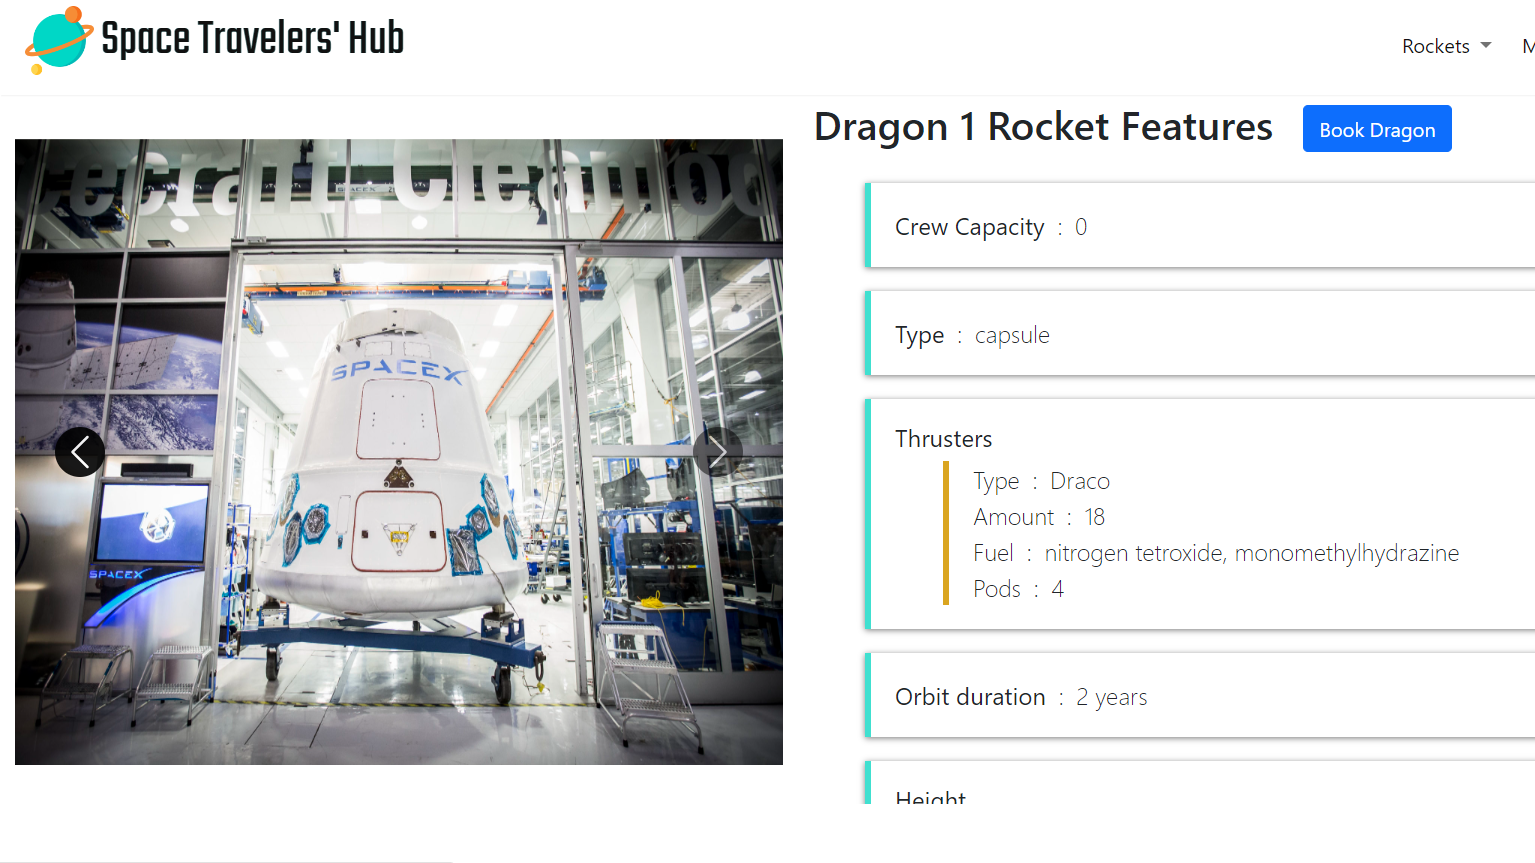 Space Travelers' Hub
Rockets
M
Dragon 1 Rocket Features
Book Dragon
ecraft Cleanroo
SPACEX
SPACEX
SPACEX
Crew Capacity : 0
Type : capsule
Thrusters
Type : Draco
Amount : 18
Fuel : nitrogen tetroxide, monomethylhydrazine
Pods : 4
Orbit duration : 2 years
Height